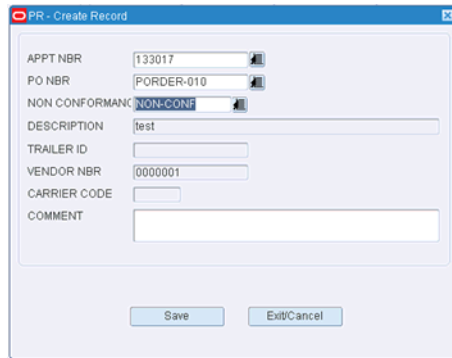 PR - Create Record
APPT NBR 133017
PO NBR PORDER-010
NON CONFORMANC NON-CONF
DESCRIPTION test
TRAILER ID
VENDOR NBR 0000001
CARRIER CODE
COMMENT
Save Exit/Cancel